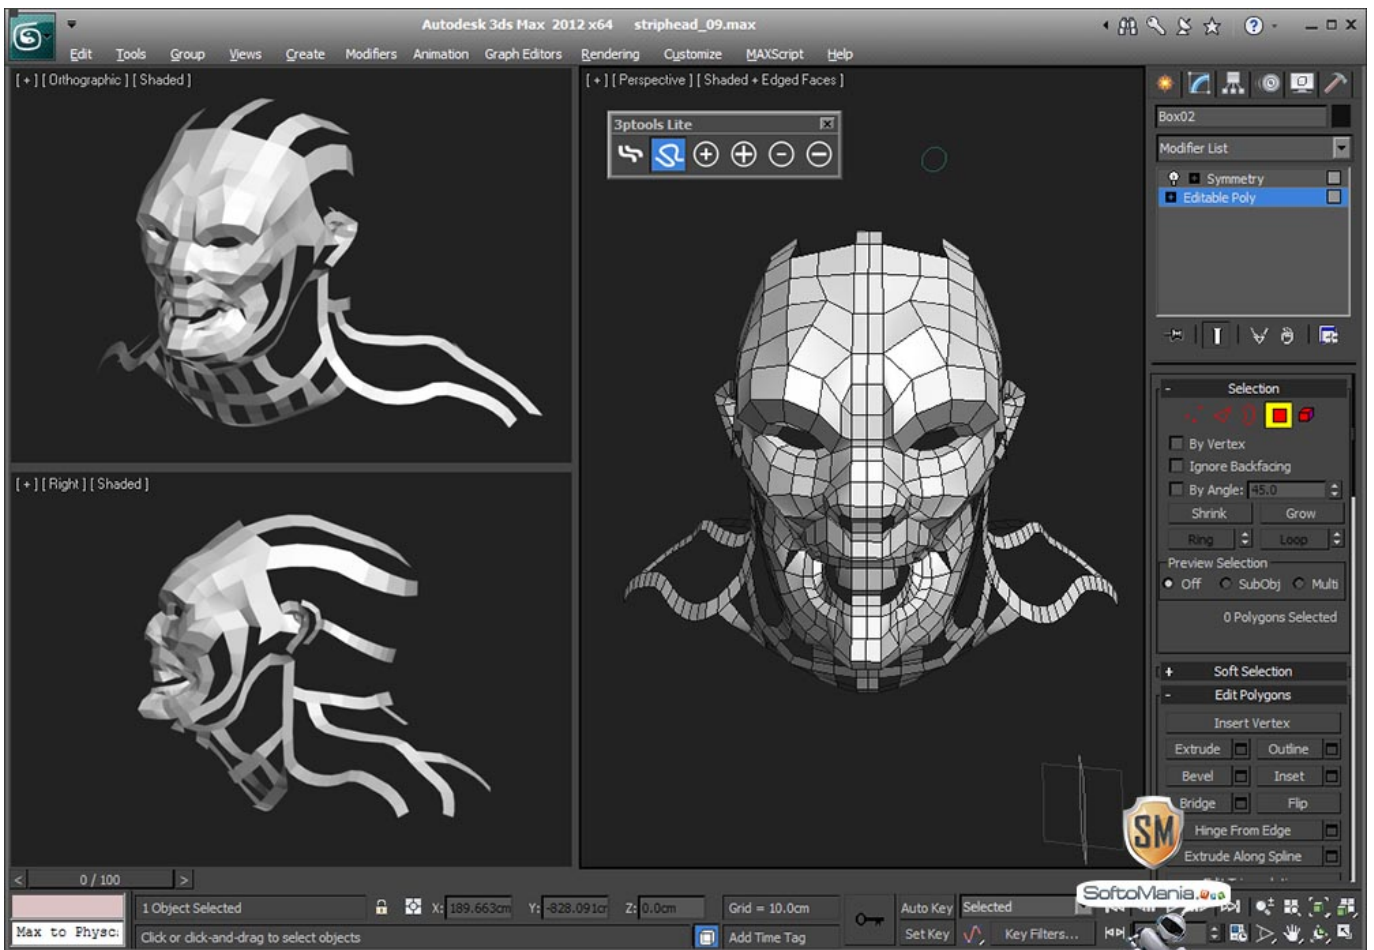 Autodesk 3ds Max 2012 x64 striphead_09.max
Edit Tools Group Views Create Modifiers Animation Graph Editors Rendering Customize MAXScript Help
[ + ] [ Orthographic ] [ Shaded ]
[ + ] [ Perspective ] [ Shaded + Edged Faces ]
3ptools Lite
[ + ] [ Right ] [ Shaded ]
Box02
Modifier List
Symmetry
Editable Poly
- Selection
By Vertex
Ignore Backfacing
By Angle: 45.0
Shrink Grow
Ring Loop
Preview Selection
Off SubObj Multi
0 Polygons Selected
+ Soft Selection
- Edit Polygons
Insert Vertex
Extrude Outline
Bevel Inset
Bridge Flip
Hinge From Edge
Extrude Along Spline
SM
SoftoMania
< 0 / 100 >
1 Object Selected
X: 189.663cm Y: -828.091cm Z: 0.0cm
Grid = 10.0cm
Auto Key Selected
Max to Physc:
Click or click-and-drag to select objects
Add Time Tag
Set Key Key Filters...